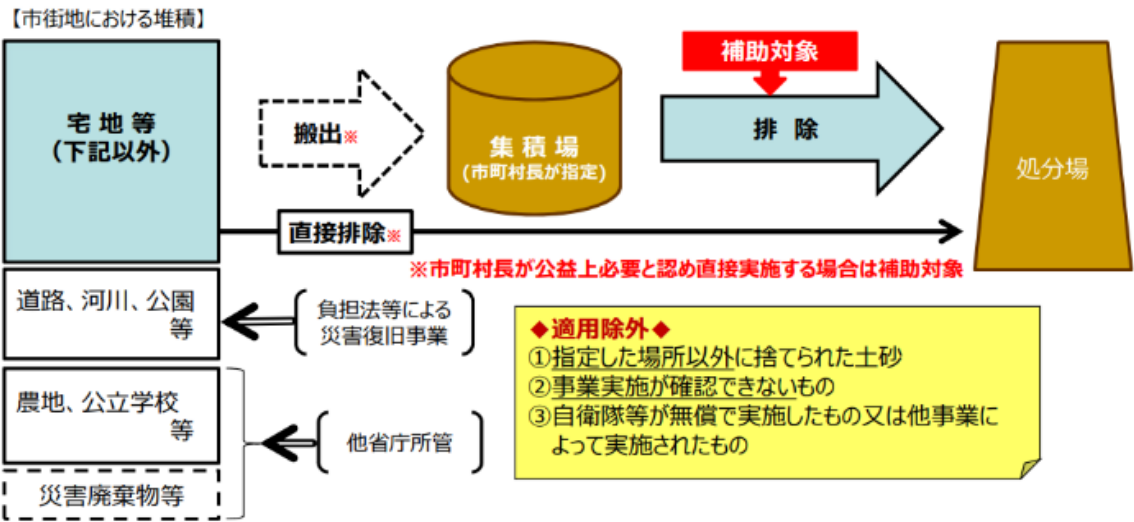 【市街地における堆積】
宅地等
（下記以外）
搬出※
集積場
(市町村長が指定)
補助対象
排除
処分場
直接排除※
※市町村長が公益上必要と認め直接実施する場合は補助対象
道路、河川、公園
等
負担法等による
災害復旧事業
農地、公立学校
等
他省庁所管
災害廃棄物等
◆適用除外◆
①指定した場所以外に捨てられた土砂
②事業実施が確認できないもの
③自衛隊等が無償で実施したもの又は他事業に
よって実施されたもの